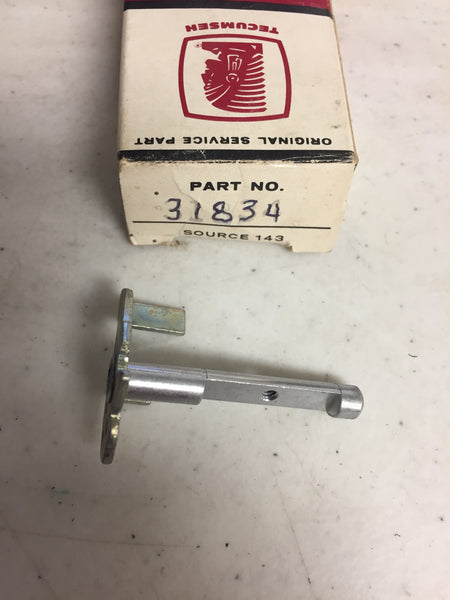 TECUMSEH
ORIGINAL SERVICE PART
PART NO.
31834
SOURCE 143